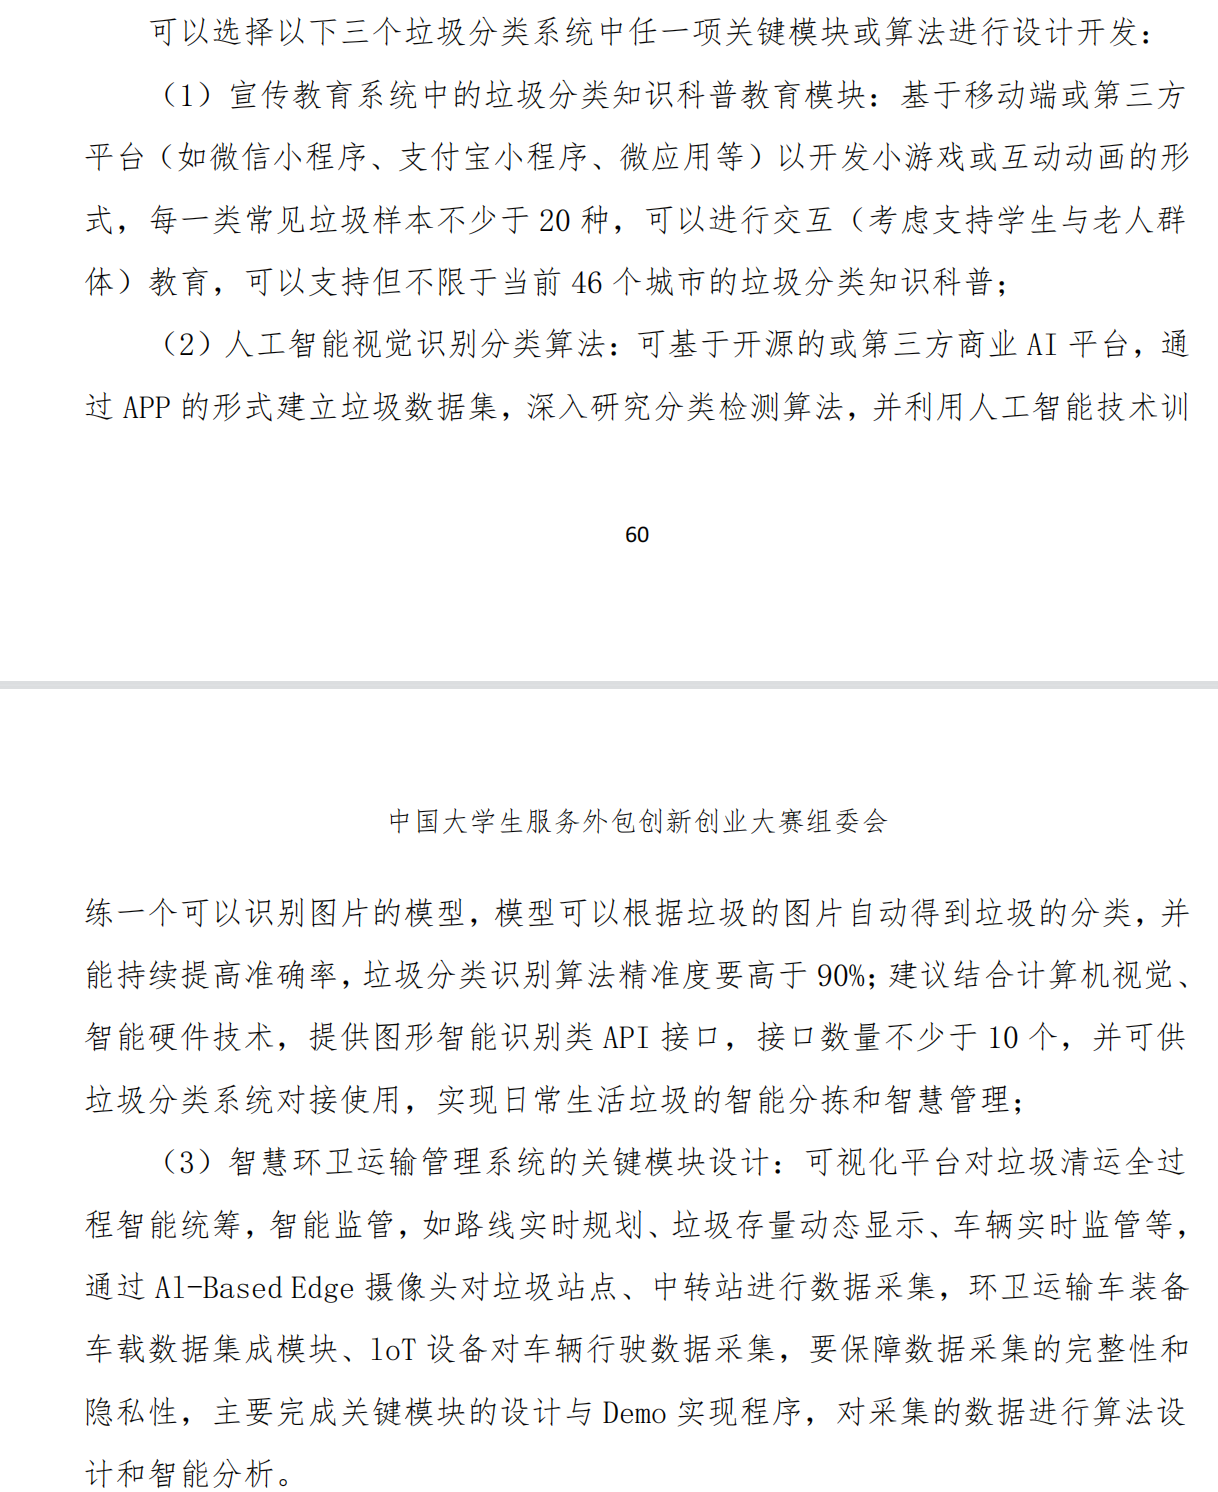 可以选择以下三个垃圾分类系统中任一项关键模块或算法进行设计开发：
（1）宣传教育系统中的垃圾分类知识科普教育模块：基于移动端或第三方
平台（如微信小程序、支付宝小程序、微应用等）以开发小游戏或互动动画的形
式，每一类常见垃圾样本不少于 20 种，可以进行交互（考虑支持学生与老人群
体）教育，可以支持但不限于当前 46 个城市的垃圾分类知识科普；
（2）人工智能视觉识别分类算法：可基于开源的或第三方商业 AI 平台，通
过 APP 的形式建立垃圾数据集，深入研究分类检测算法，并利用人工智能技术训
60
中国大学生服务外包创新创业大赛组委会
练一个可以识别图片的模型，模型可以根据垃圾的图片自动得到垃圾的分类，并
能持续提高准确率，垃圾分类识别算法精准度要高于 90%；建议结合计算机视觉、
智能硬件技术，提供图形智能识别类 API 接口，接口数量不少于 10 个，并可供
垃圾分类系统对接使用，实现日常生活垃圾的智能分拣和智慧管理；
（3）智慧环卫运输管理系统的关键模块设计：可视化平台对垃圾清运全过
程智能统筹，智能监管，如路线实时规划、垃圾存量动态显示、车辆实时监管等，
通过 Al-Based Edge 摄像头对垃圾站点、中转站进行数据采集，环卫运输车装备
车载数据集成模块、loT 设备对车辆行驶数据采集，要保障数据采集的完整性和
隐私性，主要完成关键模块的设计与 Demo 实现程序，对采集的数据进行算法设
计和智能分析。